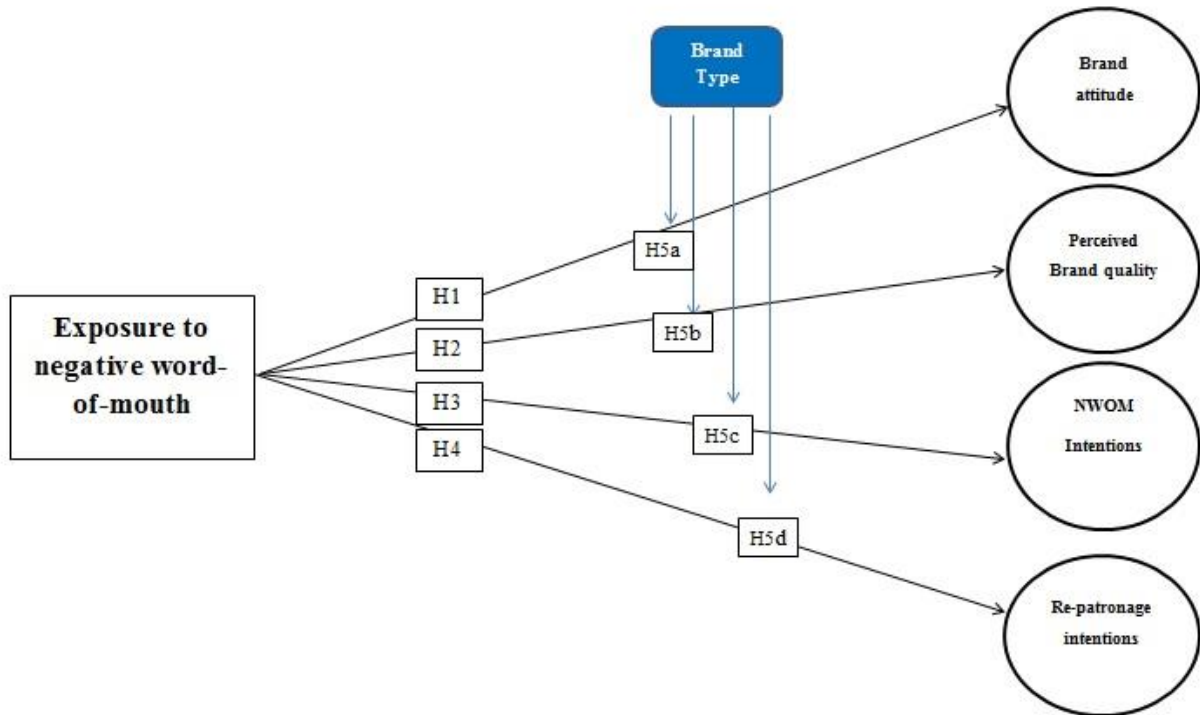 Brand
Type
Brand
attitude
H5a
Perceived
Brand quality
H1
Exposure to
negative word-
of-mouth
H2
H5b
H3
H4
H5c
NWOM
Intentions
H5d
Re-patronage
intentions